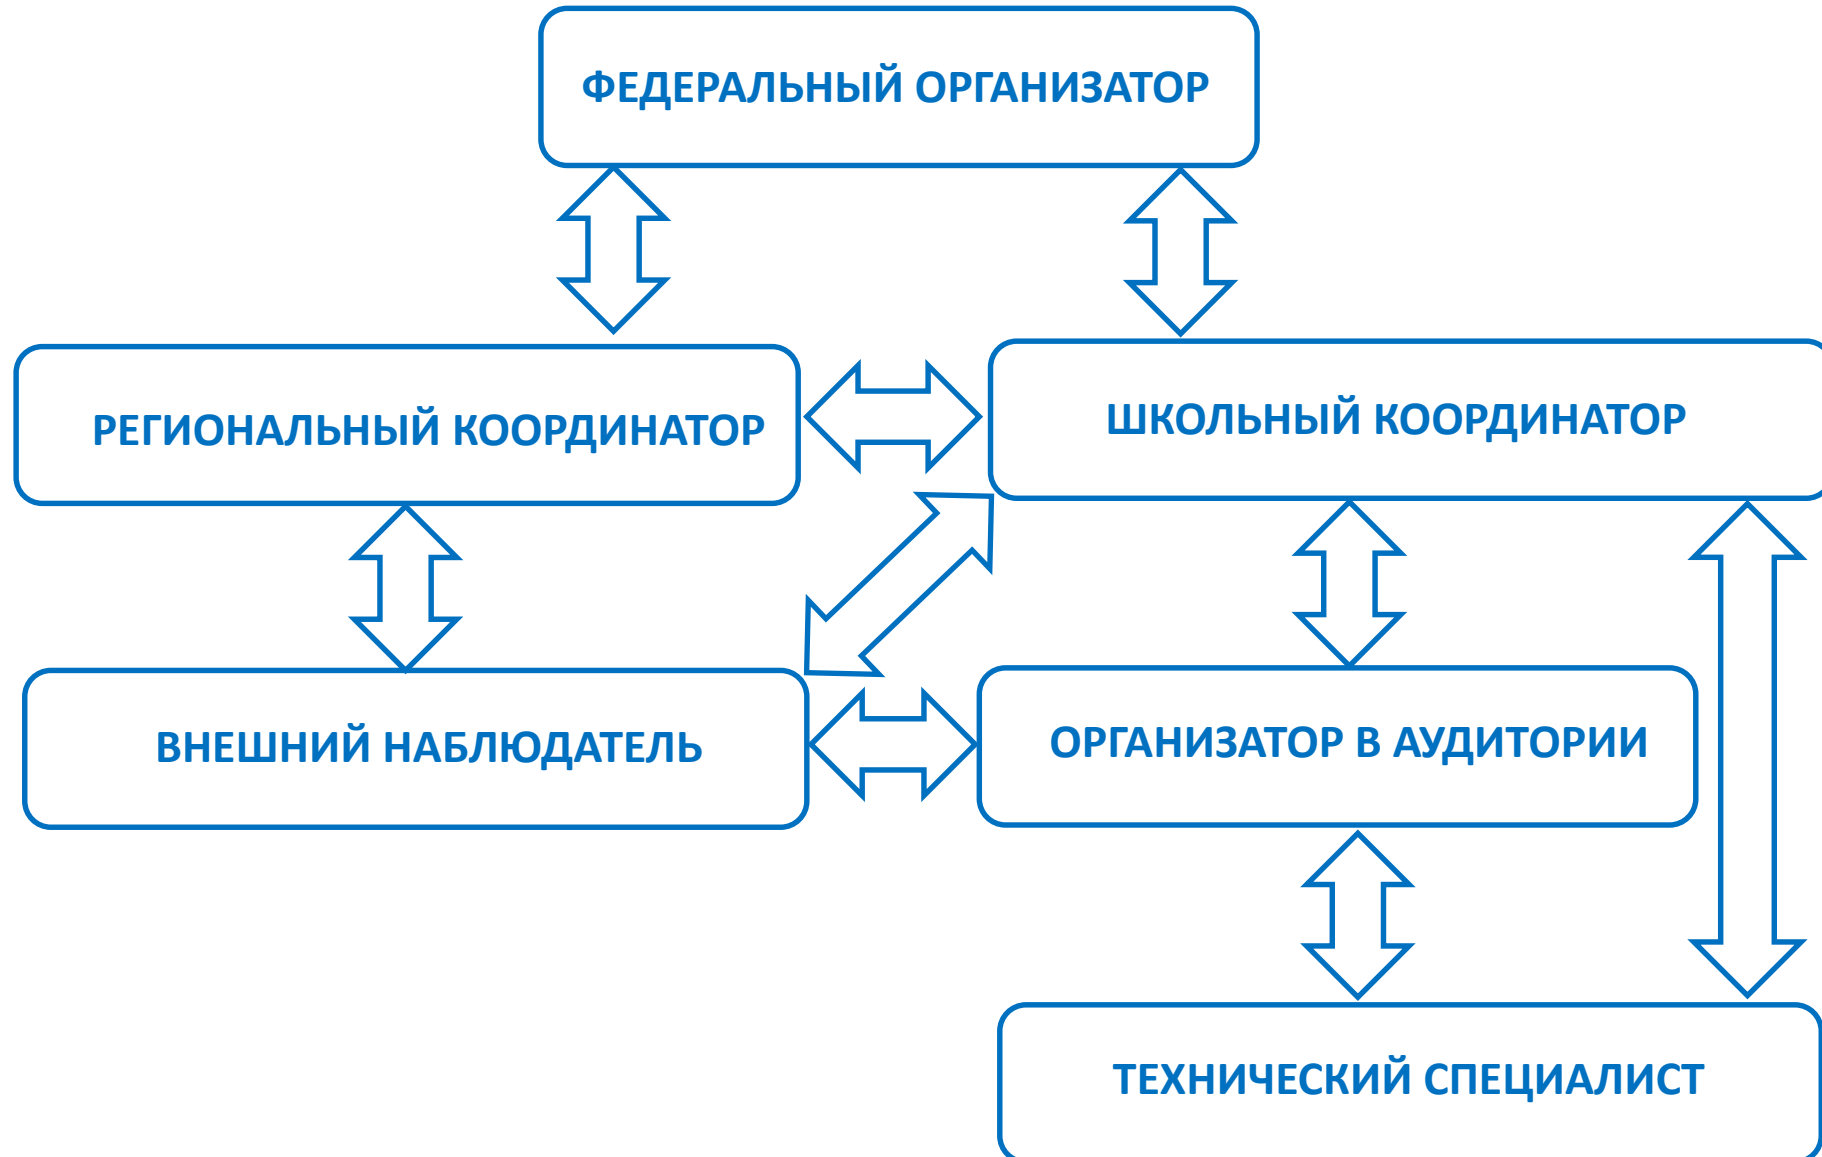 ФЕДЕРАЛЬНЫЙ ОРГАНИЗАТОР
РЕГИОНАЛЬНЫЙ КООРДИНАТОР
ШКОЛЬНЫЙ КООРДИНАТОР
ВНЕШНИЙ НАБЛЮДАТЕЛЬ
ОРГАНИЗАТОР В АУДИТОРИИ
ТЕХНИЧЕСКИЙ СПЕЦИАЛИСТ